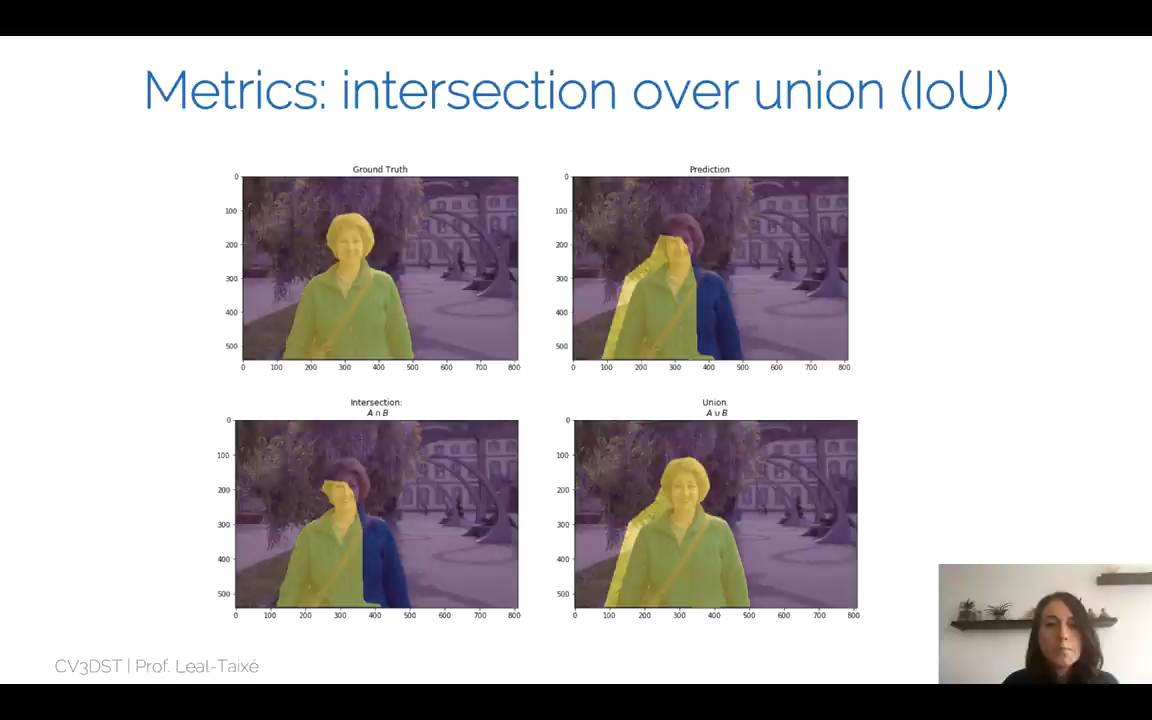 Metrics: intersection over union (IoU)
Ground Truth
0
100
200
300
400
500
0 100 200 300 400 500 600 700 800
Prediction
0
100
200
300
400
500
0 100 200 300 400 500 600 700 800
Intersection:
A ∩ B
0
100
200
300
400
500
0 100 200 300 400 500 600 700 800
Union:
A ∪ B
0
100
200
300
400
500
0 100 200 300 400 500 600 700 800
CV3DST | Prof. Leal-Taixé